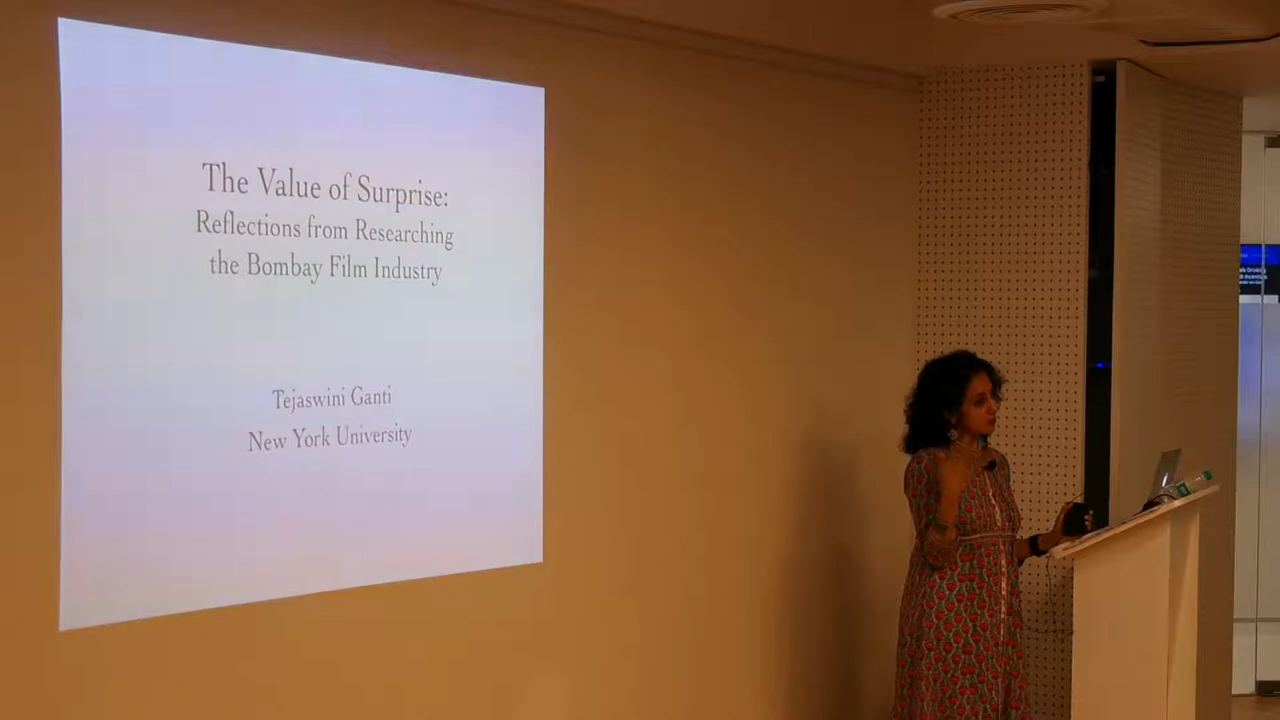 The Value of Surprise:
Reflections from Researching
the Bombay Film Industry
Tejaswini Ganti
New York University